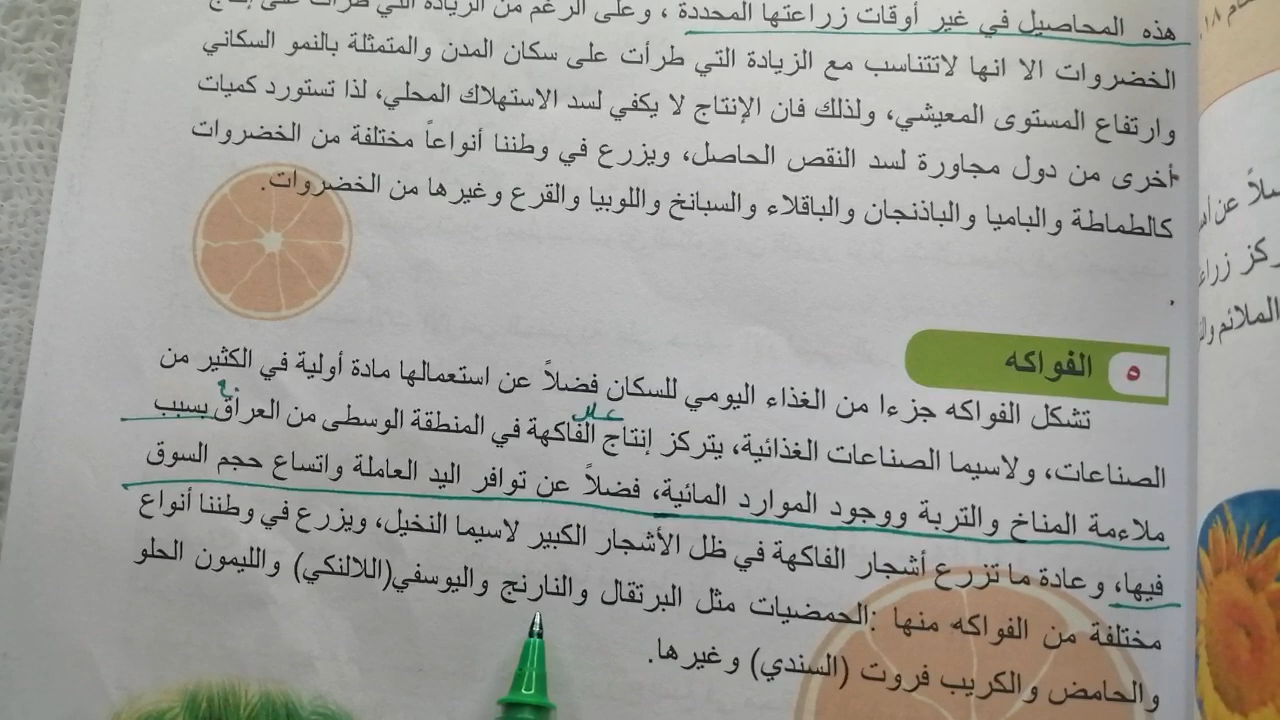 هذه المحاصيل في غير أوقات زراعتها المحددة ، وعلى الرغم من الزيادة التي طرأت على إنتاج
الخضروات الا انها لاتتناسب مع الزيادة التي طرأت على سكان المدن والمتمثلة بالنمو السكاني
وارتفاع المستوى المعيشي، ولذلك فان الإنتاج لا يكفي لسد الاستهلاك المحلي، لذا تستورد كميات
أخرى من دول مجاورة لسد النقص الحاصل، ويزرع في وطننا أنواعاً مختلفة من الخضروات
كالطماطة والباميا والباذنجان والباقلاء والسبانخ واللوبيا والقرع وغيرها من الخضروات.
٥ الفواكه
تشكل الفواكه جزءا من الغذاء اليومي للسكان فضلاً عن استعمالها مادة أولية في الكثير من
الصناعات، ولاسيما الصناعات الغذائية، يتركز إنتاج الفاكهة في المنطقة الوسطى من العراق بسبب
ملاءمة المناخ والتربة ووجود الموارد المائية، فضلاً عن توافر اليد العاملة واتساع حجم السوق
فيها، وعادة ما تزرع أشجار الفاكهة في ظل الأشجار الكبير لاسيما النخيل، ويزرع في وطننا أنواع
مختلفة من الفواكه منها :الحمضيات مثل البرتقال والنارنج واليوسفي(اللالنكي) والليمون الحلو
والحامض والكريب فروت (السندي) وغيرها.
الملائم